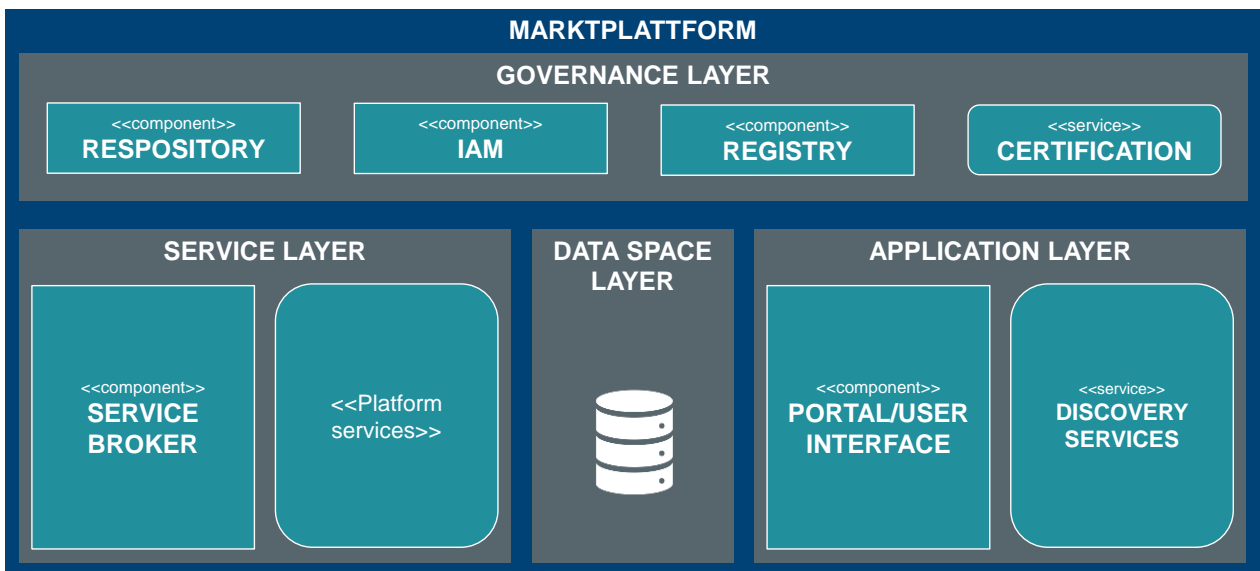 MARKTPLATTFORM
GOVERNANCE LAYER
<<component>>
RESPOSITORY
<<component>>
IAM
<<component>>
REGISTRY
<<service>>
CERTIFICATION
SERVICE LAYER
<<component>>
SERVICE
BROKER
<<Platform
services>>
DATA SPACE
LAYER
APPLICATION LAYER
<<component>>
PORTAL/USER
INTERFACE
<<service>>
DISCOVERY
SERVICES